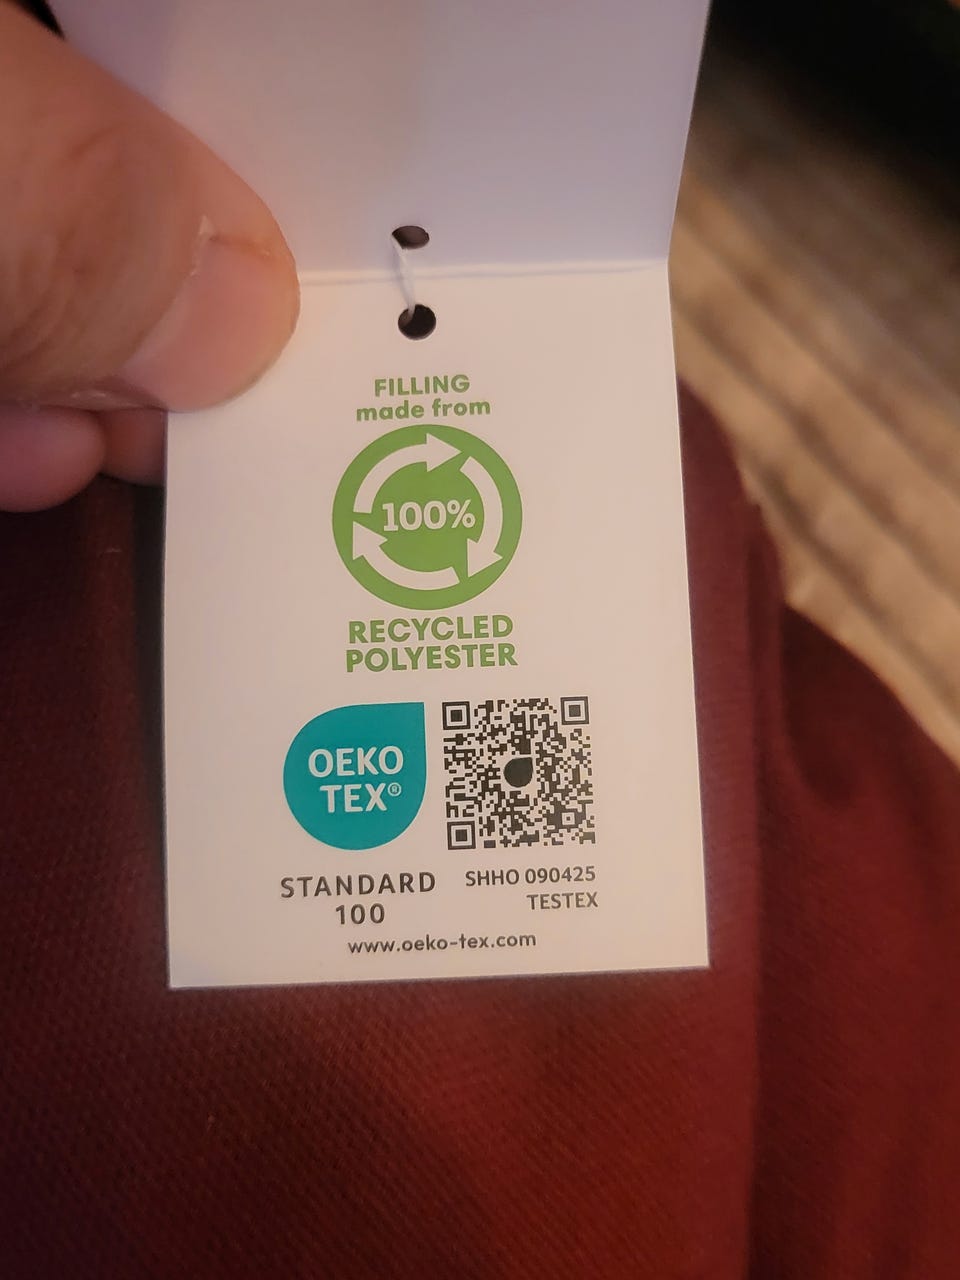 FILLING
made from
100%
RECYCLED
POLYESTER
OEKO
TEX®
STANDARD
100
SHHO 090425
TESTEX
www.oeko-tex.com